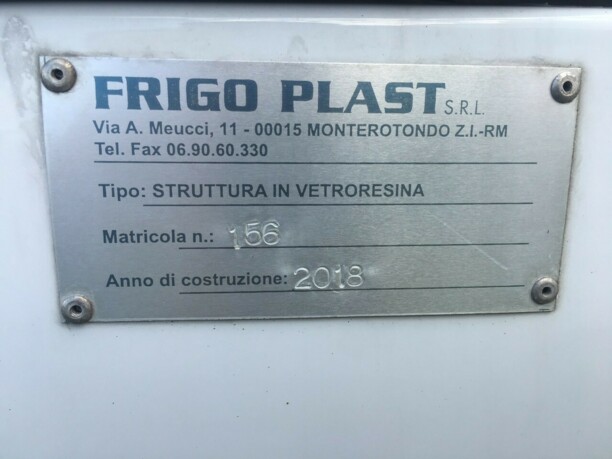 FRIGO PLAST S.R.L.
Via A. Meucci, 11 - 00015 MONTEROTONDO Z.I.-RM
Tel. Fax 06.90.60.330
Tipo: STRUTTURA IN VETRORESINA
Matricola n.: 156
Anno di costruzione: 2018